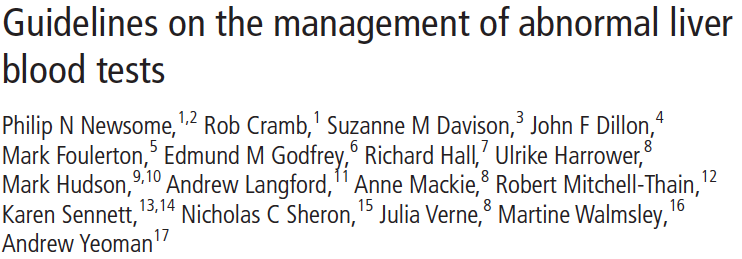 Guidelines on the management of abnormal liver
blood tests
Philip N Newsome,1,2 Rob Cramb,1 Suzanne M Davison,3 John F Dillon,4
Mark Foulerton,5 Edmund M Godfrey,6 Richard Hall,7 Ulrike Harrower,8
Mark Hudson,9,10 Andrew Langford,11 Anne Mackie,8 Robert Mitchell-Thain,12
Karen Sennett,13,14 Nicholas C Sheron,15 Julia Verne,8 Martine Walmsley,16
Andrew Yeoman17